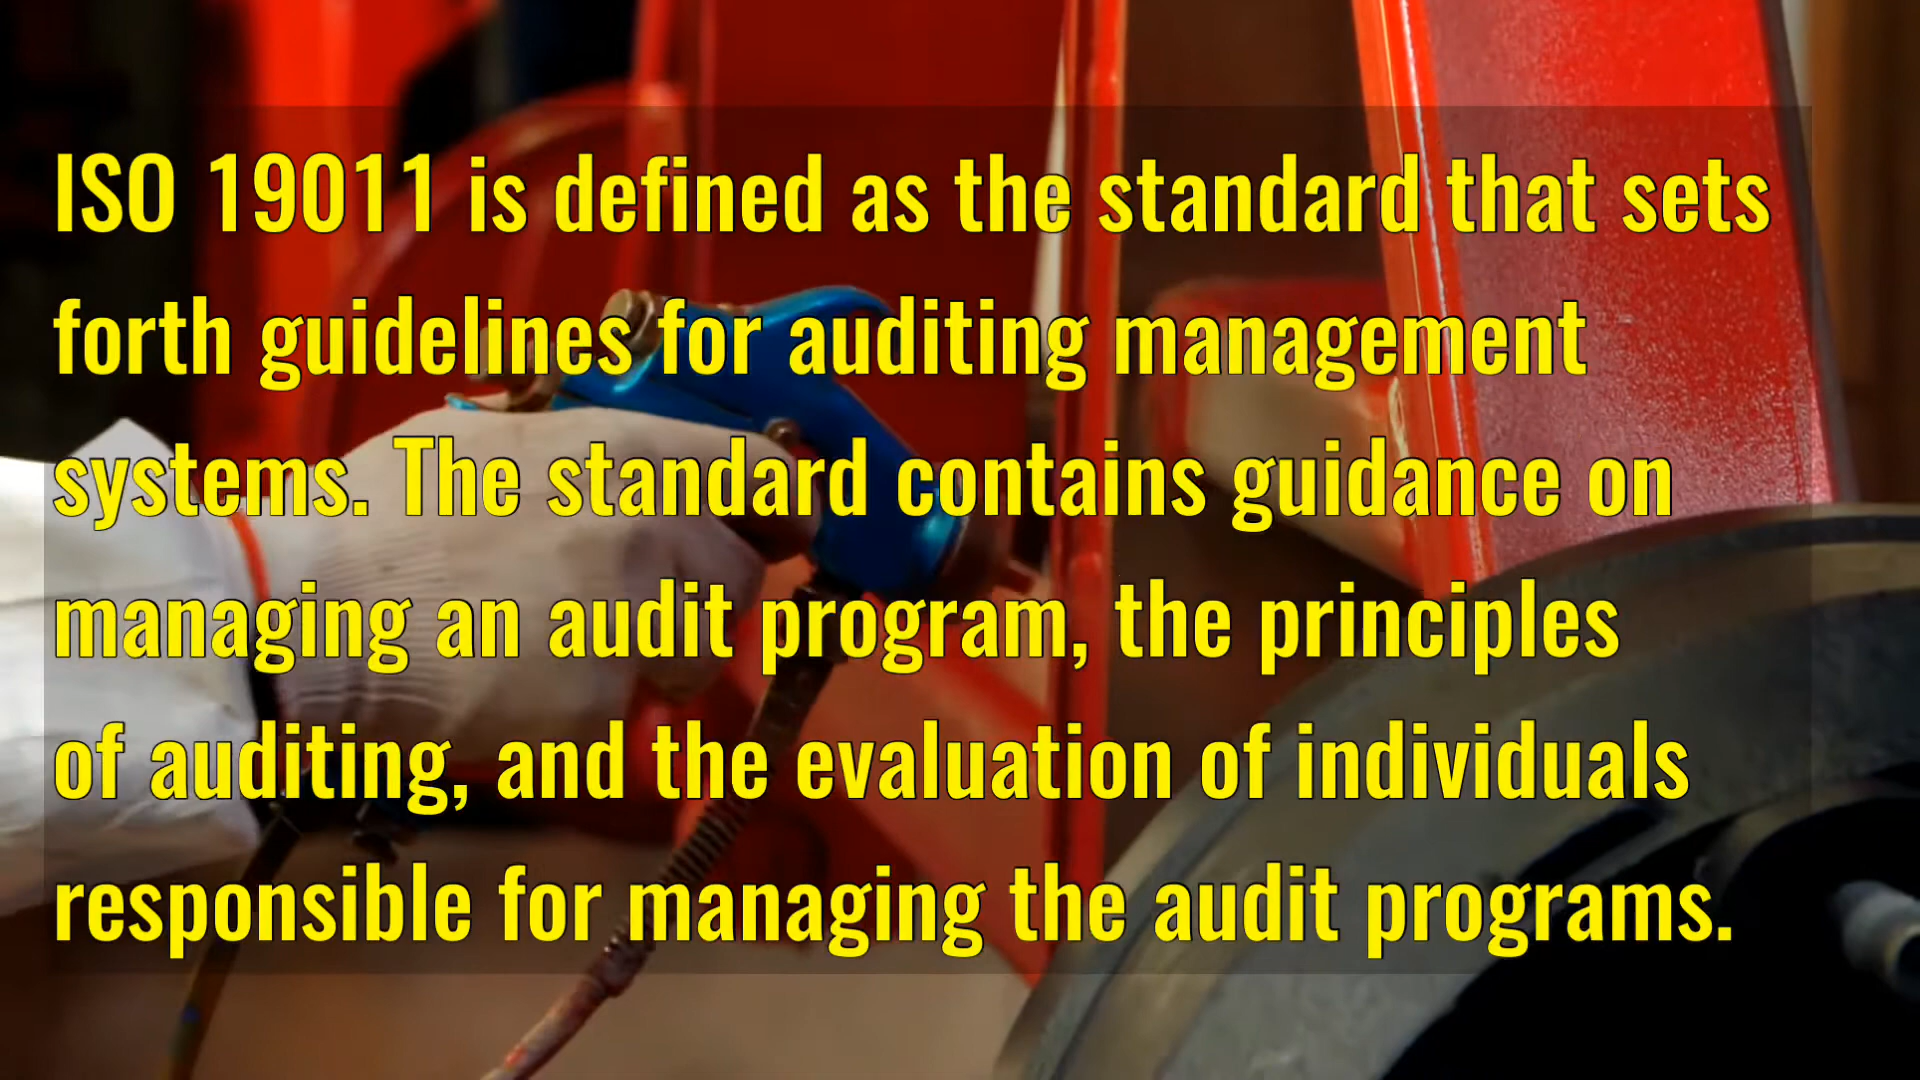 ISO 19011 is defined as the standard that sets
forth guidelines for auditing management
systems. The standard contains guidance on
managing an audit program, the principles
of auditing, and the evaluation of individuals
responsible for managing the audit programs.